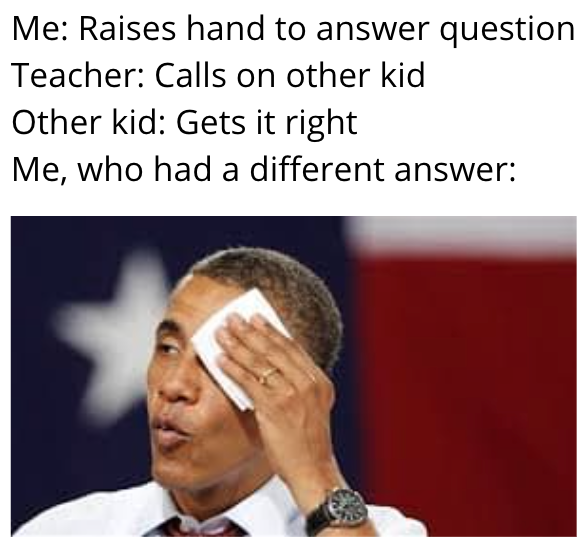 Me: Raises hand to answer question
Teacher: Calls on other kid
Other kid: Gets it right
Me, who had a different answer: